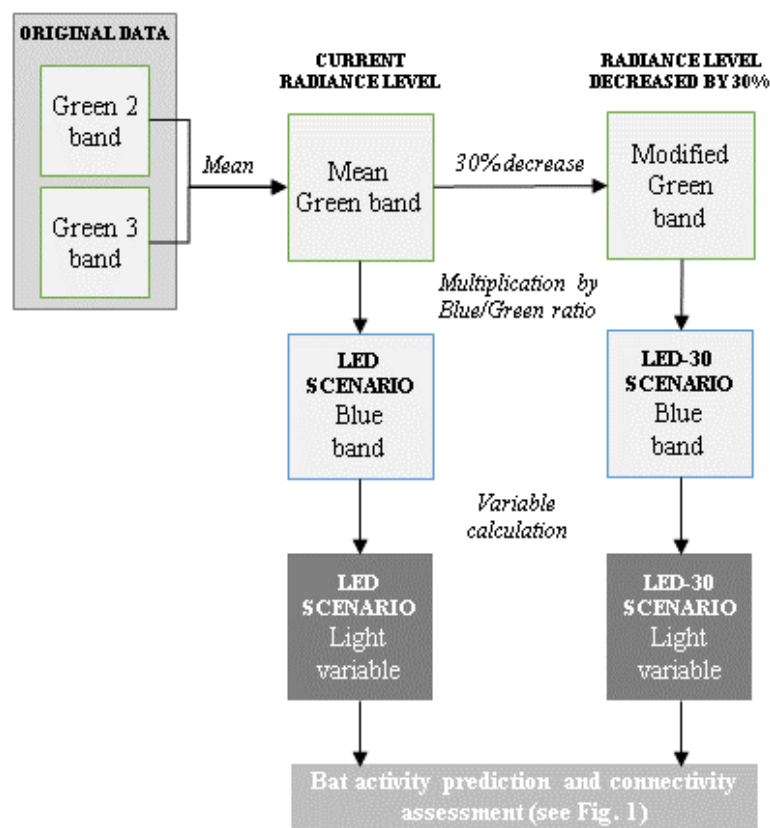 ORIGINAL DATA
Green 2
band
Green 3
band
Mean
CURRENT
RADIANCE LEVEL
Mean
Green band
30% decrease
RADIANCE LEVEL
DECREASED BY 30%
Modified
Green
band
Multiplication by
Blue/Green ratio
LED
SCENARIO
Blue
band
LED-30
SCENARIO
Blue
band
Variable
calculation
LED
SCENARIO
Light
variable
LED-30
SCENARIO
Light
variable
Bat activity prediction and connectivity
assessment (see Fig. 1)